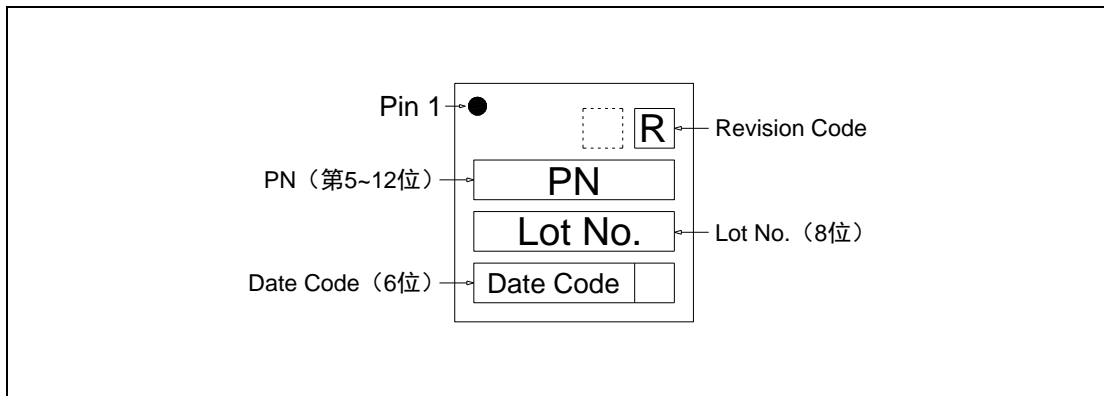 Pin 1
R
Revision Code
PN（第5~12位）
PN
Lot No.
Lot No.（8位）
Date Code（6位）
Date Code